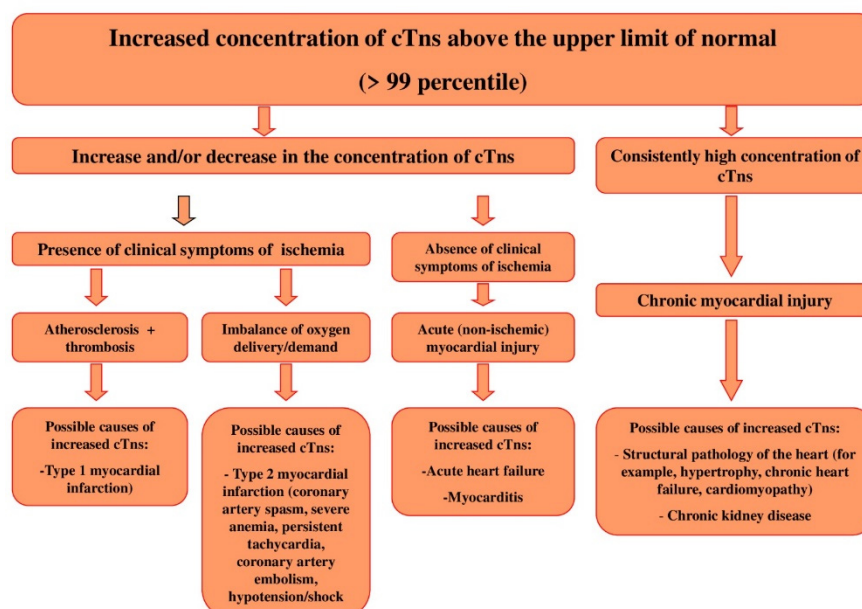 Increased concentration of cTns above the upper limit of normal
(> 99 percentile)
Increase and/or decrease in the concentration of cTns
Consistently high concentration of
cTns
Presence of clinical symptoms of ischemia
Absence of clinical
symptoms of ischemia
Chronic myocardial injury
Atherosclerosis +
thrombosis
Imbalance of oxygen
delivery/demand
Acute (non-ischemic)
myocardial injury
Possible causes of
increased cTns:
-Type 1 myocardial
infarction)
Possible causes of
increased cTns:
- Type 2 myocardial
infarction (coronary
artery spasm, severe
anemia, persistent
tachycardia,
coronary artery
embolism,
hypotension/shock
Possible causes of
increased cTns:
-Acute heart failure
-Myocarditis
Possible causes of increased cTns:
- Structural pathology of the heart (for
example, hypertrophy, chronic heart
failure, cardiomyopathy)
- Chronic kidney disease